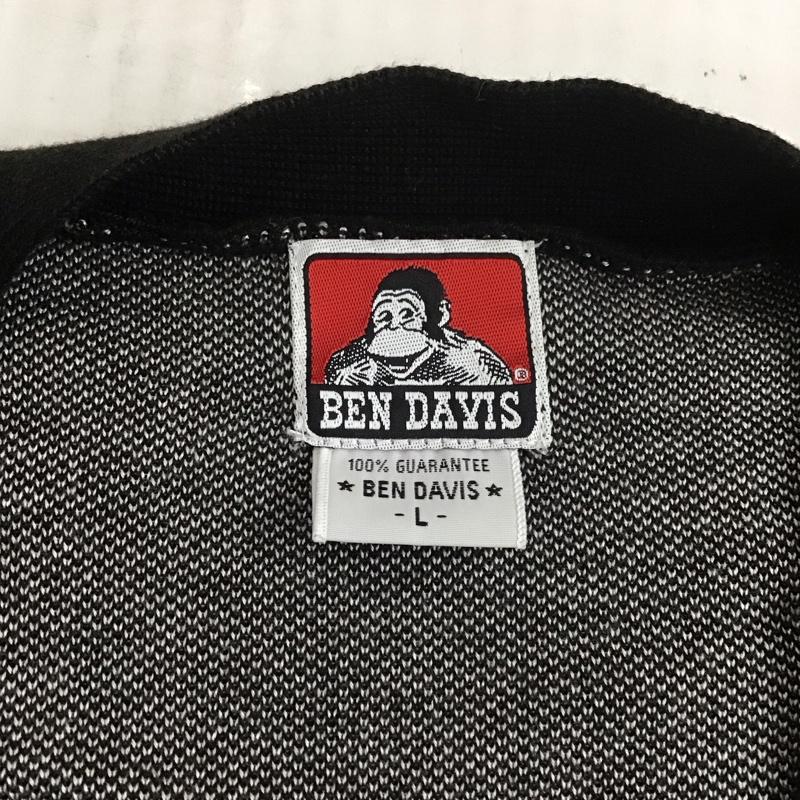 ®
BEN DAVIS
100% GUARANTEE
★ BEN DAVIS ★
- L -